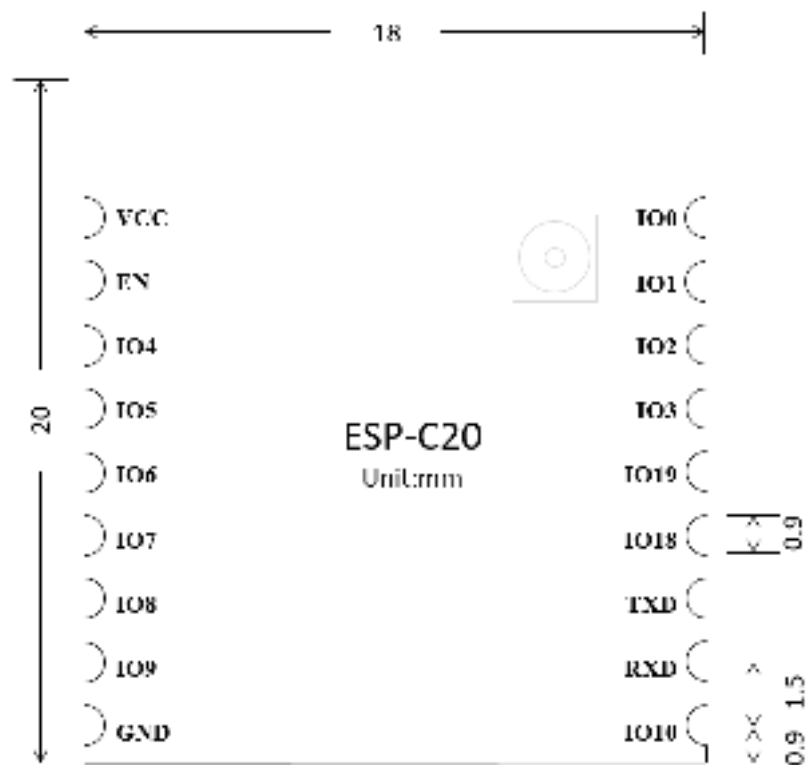 18
VCC IO0
EN IO1
IO4 IO2
IO5 IO3
20
ESP-C20
Unit:mm
IO6 IO19
IO7 IO18 0.9
IO8 TXD
IO9 RXD
1.5
GND IO10
0.9